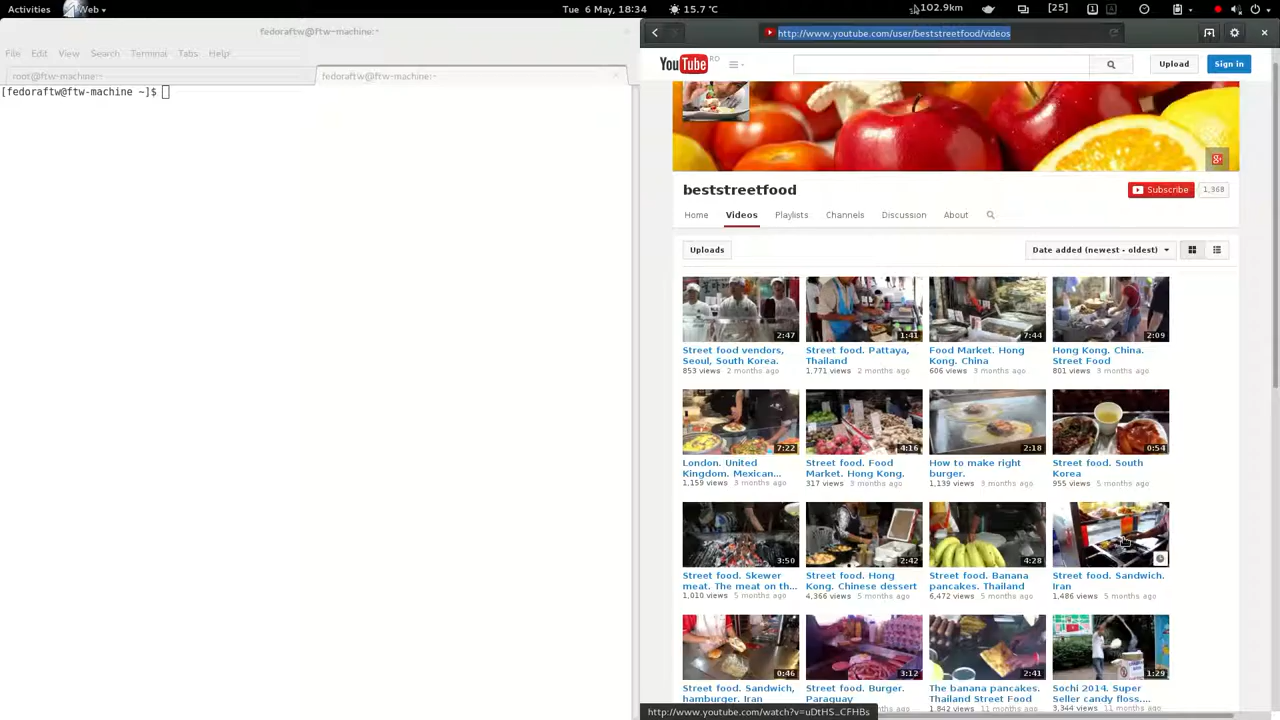 Activities Web Tue 6 May, 18:34 15.7 °C 102.9km [25]
fedoraftw@ftw-machine:~
File Edit View Search Terminal Tabs Help
root@ftw-machine:~ fedoraftw@ftw-machine:~
[fedoraftw@ftw-machine ~]$
http://www.youtube.com/user/beststreetfood/videos
YouTube RO Upload Sign in
beststreetfood Subscribe 1,368
Home Videos Playlists Channels Discussion About
Uploads Date added (newest - oldest)
2:47 1:41 7:44 2:09
Street food vendors, Seoul, South Korea.
853 views 2 months ago
Street food. Pattaya, Thailand
1,771 views 2 months ago
Food Market. Hong Kong. China
606 views 3 months ago
Hong Kong. China. Street Food
801 views 3 months ago
7:22 4:16 2:18 0:54
London. United Kingdom. Mexican...
1,159 views 3 months ago
Street food. Food Market. Hong Kong.
317 views 3 months ago
How to make right burger.
1,139 views 3 months ago
Street food. South Korea
955 views 5 months ago
3:50 2:42 4:28
Street food. Skewer meat. The meat on th...
1,010 views 5 months ago
Street food. Hong Kong. Chinese dessert
4,366 views 5 months ago
Street food. Banana pancakes. Thailand
6,472 views 5 months ago
Street food. Sandwich. Iran
1,486 views 5 months ago
0:46 3:12 2:41 1:29
Street food. Sandwich, hamburger. Iran
Street food. Burger. Paraguay
months ago
The banana pancakes. Thailand Street Food
1,842 views 11 months ago
Sochi 2014. Super Seller candy floss....
3,344 views 11 months ago
http://www.youtube.com/watch?v=uDtHS_CFHBs